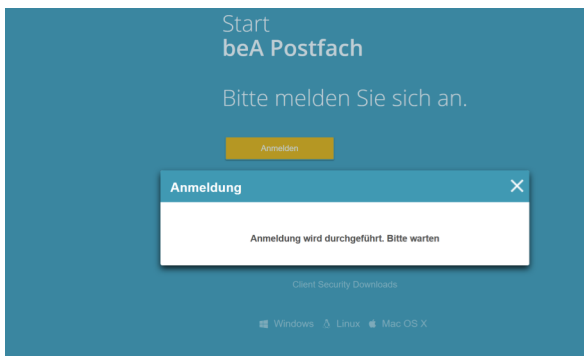 Start
beA Postfach
Bitte melden Sie sich an.
Anmelden
Anmeldung
Anmeldung wird durchgeführt. Bitte warten
Client Security Downloads
Windows Linux Mac OS X